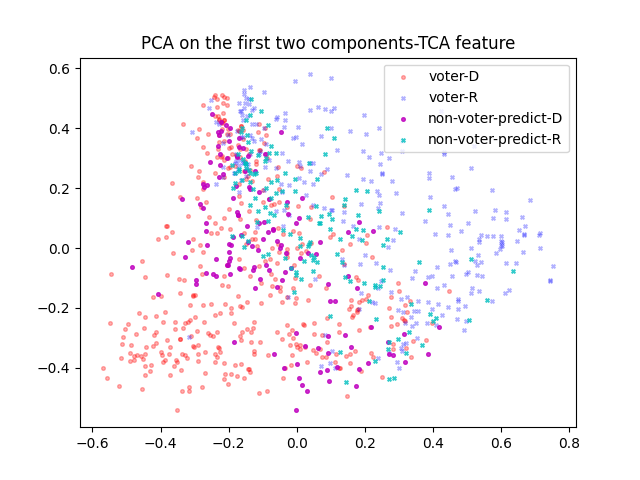 PCA on the first two components-TCA feature
voter-D
voter-R
non-voter-predict-D
non-voter-predict-R
0.6
0.4
0.2
0.0
−0.2
−0.4
−0.6 −0.4 −0.2 0.0 0.2 0.4 0.6 0.8